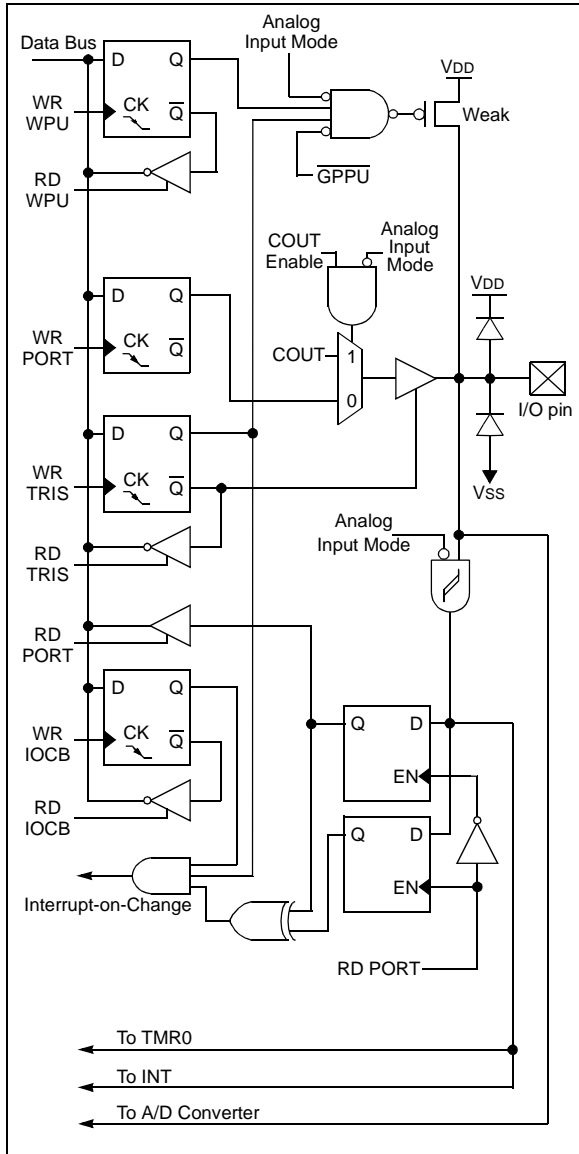 Analog
Input Mode
Data Bus
D Q
VDD
WR
WPU
CK
Q
Weak
RD
WPU
GPPU
COUT
Enable
Analog
Input
Mode
D Q
VDD
WR
PORT
CK
Q
COUT
1
0
I/O pin
D Q
WR
TRIS
CK
Q
VSS
Analog
Input Mode
RD
TRIS
RD
PORT
D Q
Q D
WR
IOCB
CK
Q
EN
RD
IOCB
Q D
EN
Interrupt-on-Change
RD PORT
To TMR0
To INT
To A/D Converter